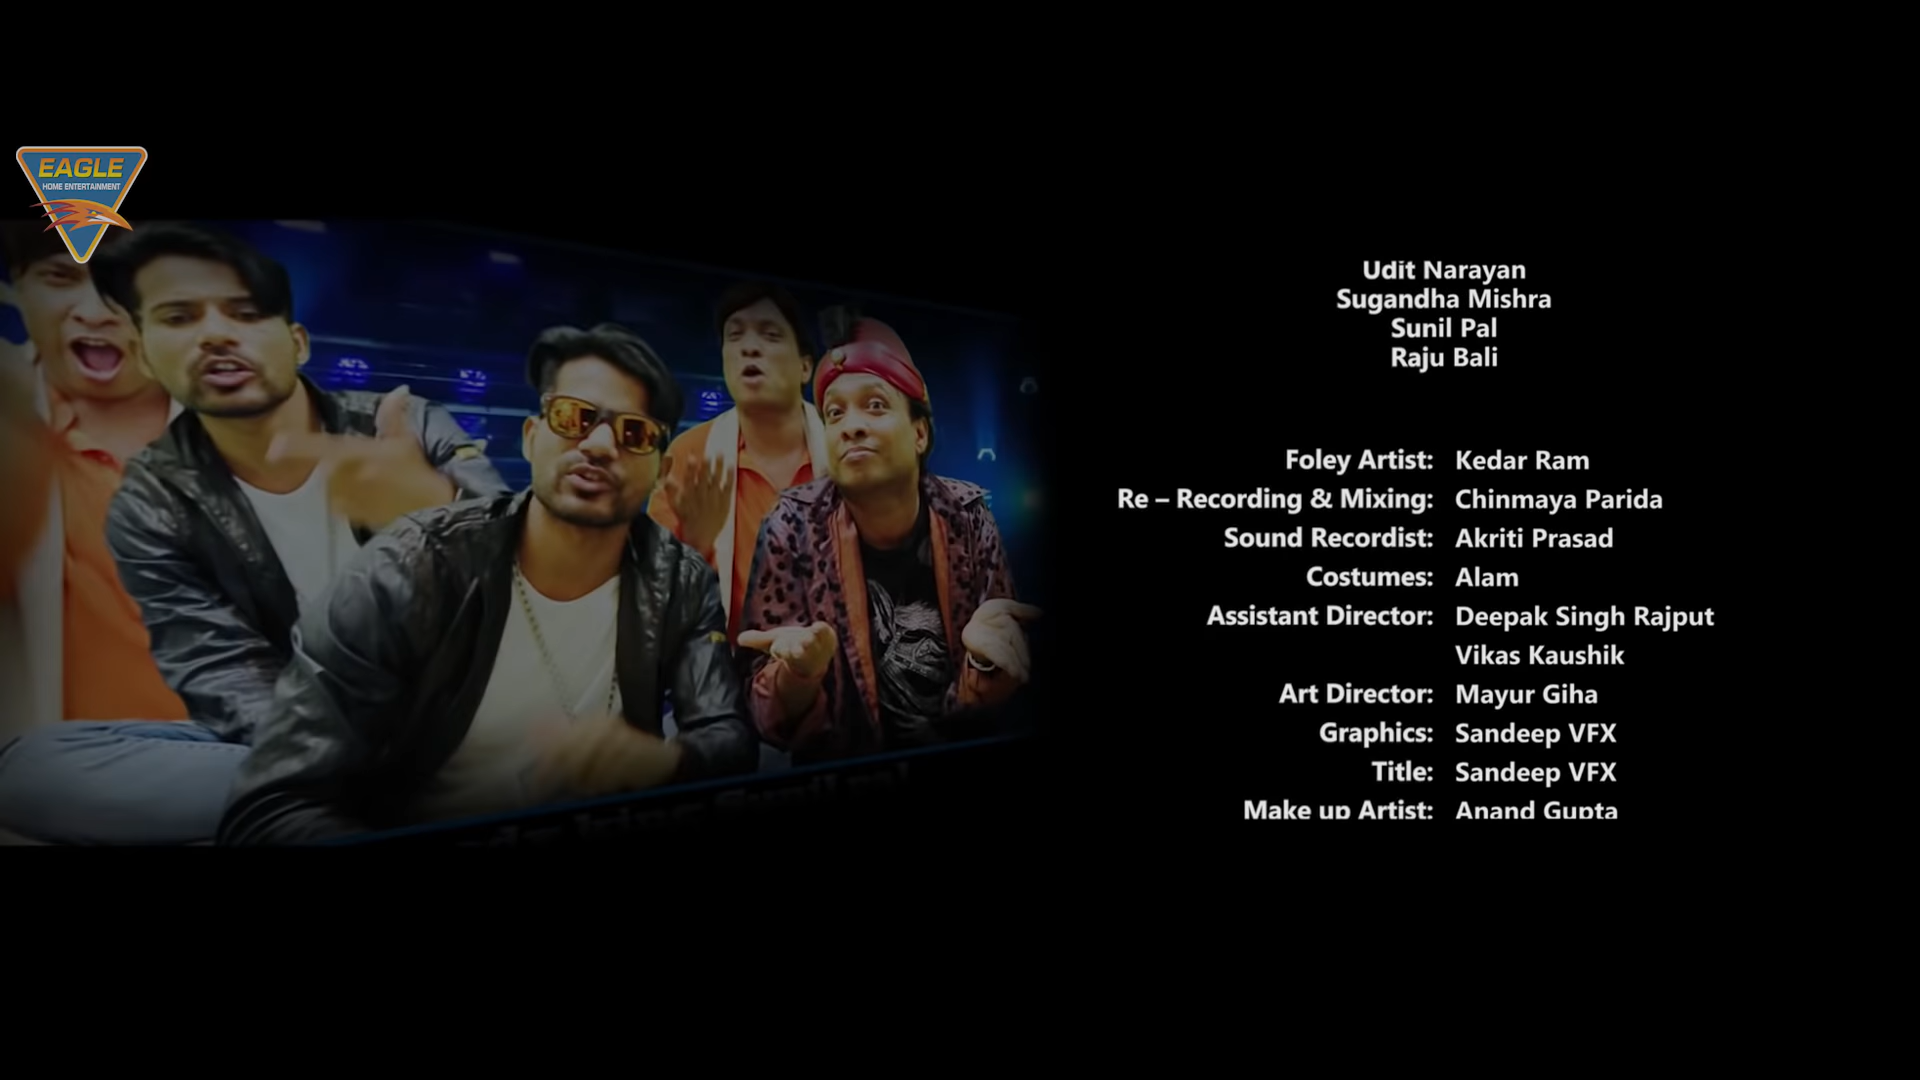 EAGLE
HOME ENTERTAINMENT
Udit Narayan
Sugandha Mishra
Sunil Pal
Raju Bali
Foley Artist: Kedar Ram
Re – Recording & Mixing: Chinmaya Parida
Sound Recordist: Akriti Prasad
Costumes: Alam
Assistant Director: Deepak Singh Rajput
Vikas Kaushik
Art Director: Mayur Giha
Graphics: Sandeep VFX
Title: Sandeep VFX
Make up Artist: Anand Gupta